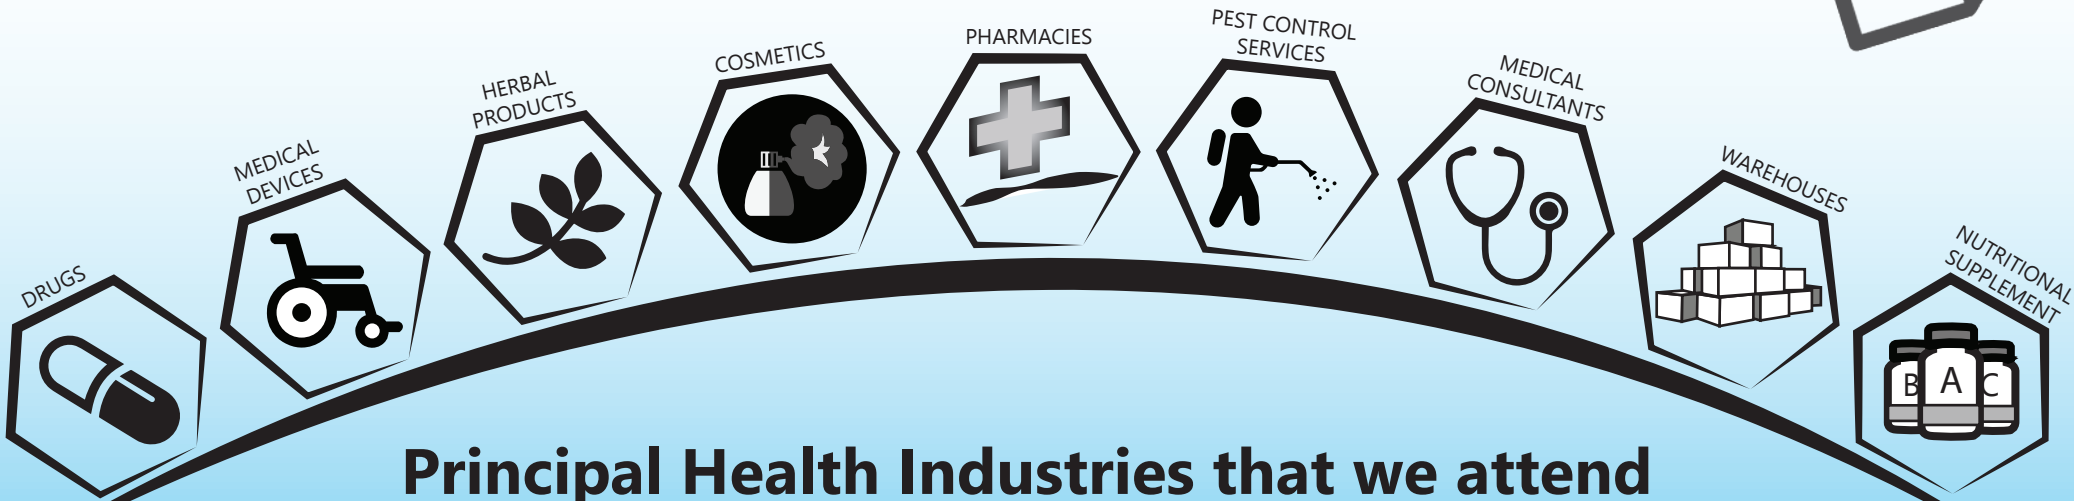 DRUGS
MEDICAL
DEVICES
HERBAL
PRODUCTS
COSMETICS
PHARMACIES
PEST CONTROL
SERVICES
MEDICAL
CONSULTANTS
WAREHOUSES
NUTRITIONAL
SUPPLEMENT
B A C
Principal Health Industries that we attend